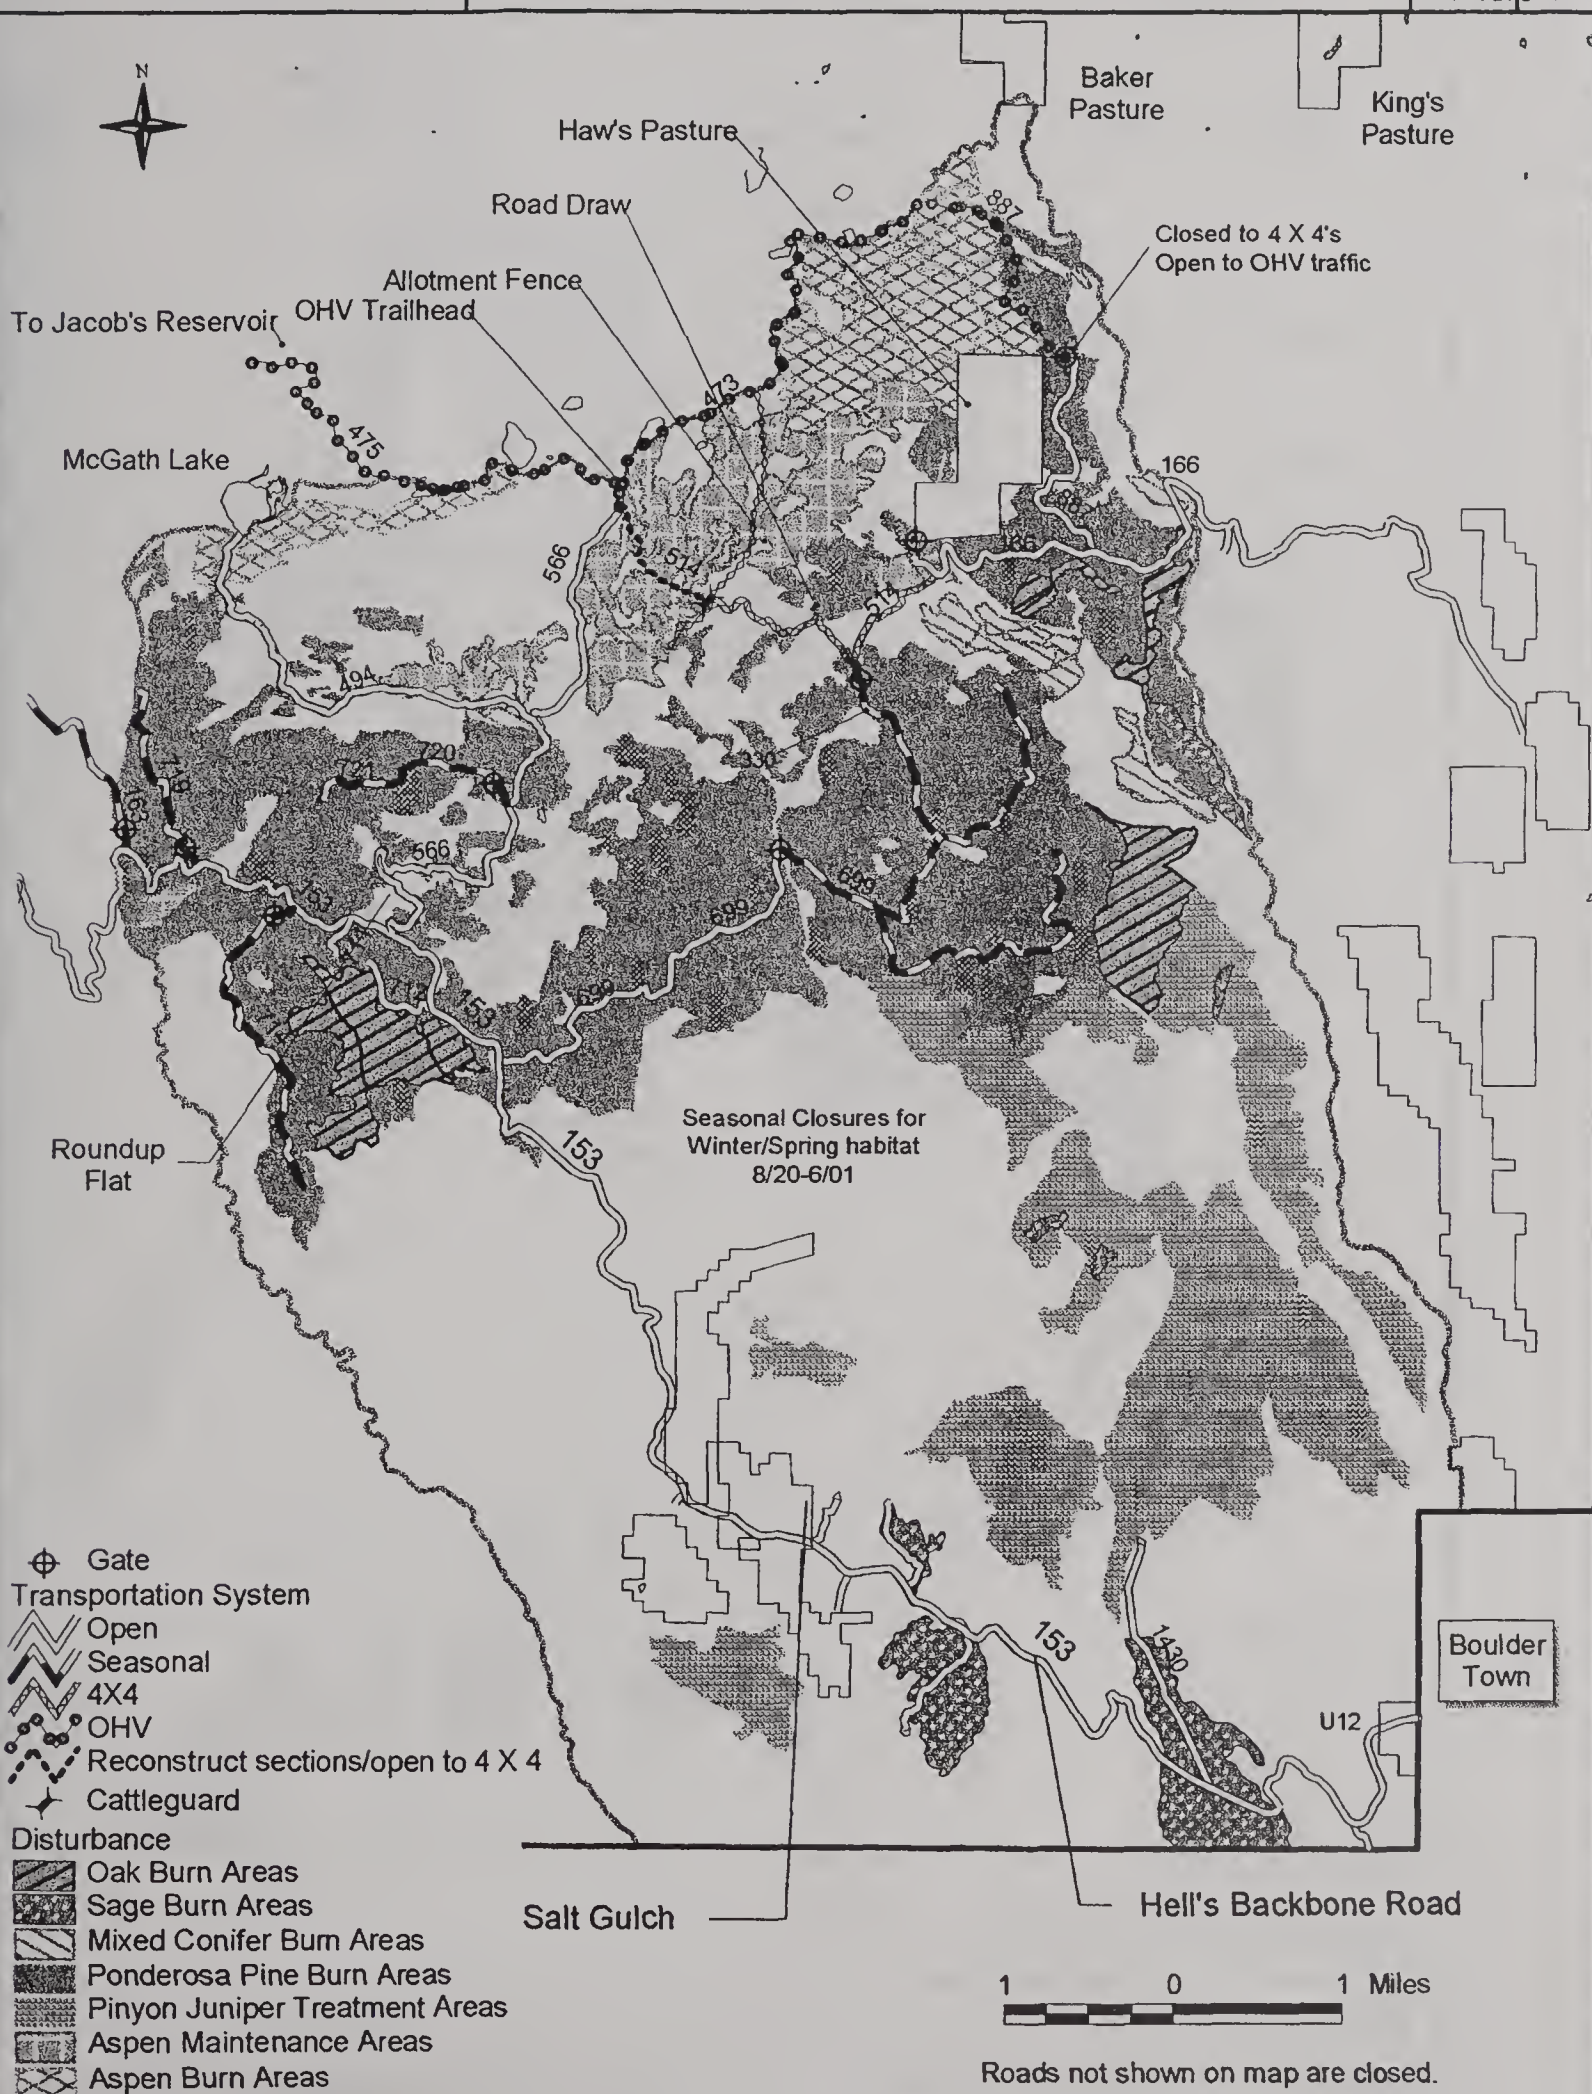 N
Baker
Pasture
King's
Pasture
Haw's Pasture
Road Draw
887
Closed to 4 X 4's
Open to OHV traffic
Allotment Fence
OHV Trailhead
To Jacob's Reservoir
473
475
McGath Lake
166
887
566
514
166
514
494
330
720
721
719
193
566
699
193
699
712
153
699
Seasonal Closures for
Winter/Spring habitat
8/20-6/01
153
Roundup
Flat
Gate
Transportation System
Open
Seasonal
4X4
OHV
Reconstruct sections/open to 4 X 4
Cattleguard
Disturbance
Oak Burn Areas
Sage Burn Areas
Mixed Conifer Burn Areas
Ponderosa Pine Burn Areas
Pinyon Juniper Treatment Areas
Aspen Maintenance Areas
Aspen Burn Areas
153
1430
Boulder
Town
U12
Salt Gulch
Hell's Backbone Road
1 0 1 Miles
Roads not shown on map are closed.